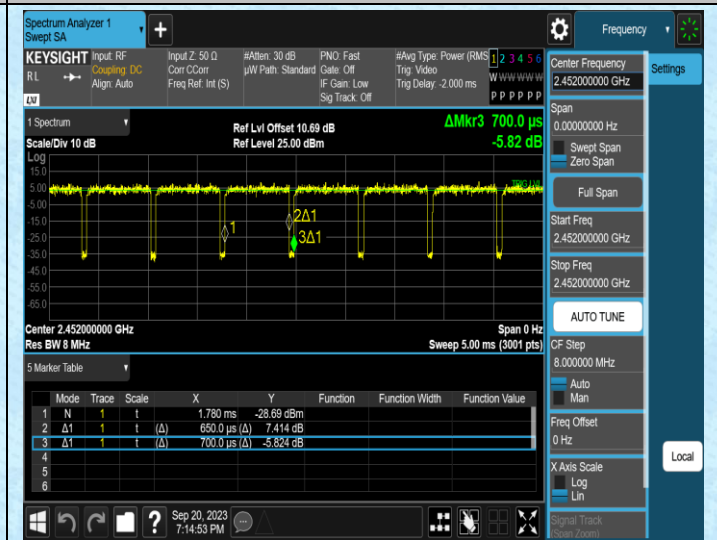 Spectrum Analyzer 1
Swept SA
+
Frequency
KEYSIGHT Input: RF Input Z: 50 Ω #Atten: 30 dB PNO: Fast #Avg Type: Power (RMS 1 2 3 4 5 6
RL Coupling: DC Corr CCorr µW Path: Standard Gate: Off Trig: Video W W W W W W
Align: Auto Freq Ref: Int (S) IF Gain: Low Trig Delay: -2.000 ms
LXI Sig Track: Off P P P P P P
Center Frequency
2.452000000 GHz
Settings
Span
0.00000000 Hz
Swept Span
Zero Span
Full Span
Start Freq
2.452000000 GHz
Stop Freq
2.452000000 GHz
AUTO TUNE
CF Step
8.000000 MHz
Auto
Man
Freq Offset
0 Hz
X Axis Scale
Log
Lin
Signal Track
(Span Zoom)
Local
1 Spectrum
Scale/Div 10 dB
Ref Lvl Offset 10.69 dB
Ref Level 25.00 dBm
ΔMkr3 700.0 µs
-5.82 dB
Log
15.0
5.00
-5.00
-15.0
-25.0
-35.0
-45.0
-55.0
-65.0
TRIG LVL
1
2Δ1
3Δ1
Center 2.452000000 GHz Span 0 Hz
Res BW 8 MHz Sweep 5.00 ms (3001 pts)
5 Marker Table
Mode Trace Scale X Y Function Function Width Function Value
1 N 1 t 1.780 ms -28.69 dBm
2 Δ1 1 t (Δ) 650.0 µs (Δ) 7.414 dB
3 Δ1 1 t (Δ) 700.0 µs (Δ) -5.824 dB
4
5
6
?
Sep 20, 2023
7:14:53 PM